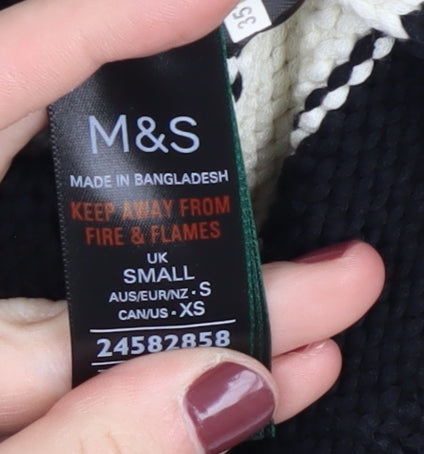 35
M&S
MADE IN BANGLADESH
KEEP AWAY FROM
FIRE & FLAMES
UK
SMALL
AUS/EUR/NZ · S
CAN/US · XS
24582858